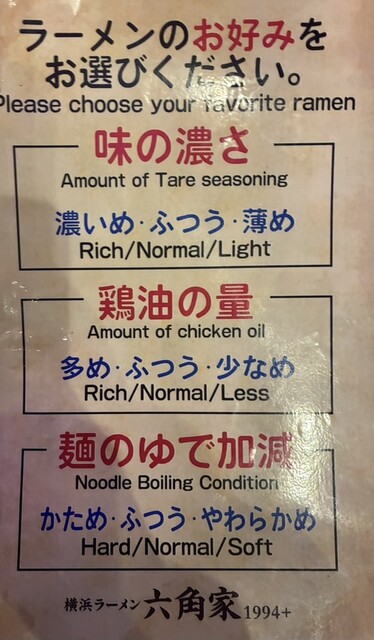 ラーメンのお好みを
お選びください。
Please choose your favorite ramen
味の濃さ
Amount of Tare seasoning
濃いめ・ふつう・薄め
Rich/Normal/Light
鶏油の量
Amount of chicken oil
多め・ふつう・少なめ
Rich/Normal/Less
麺のゆで加減
Noodle Boiling Condition
かため・ふつう・やわらかめ
Hard/Normal/Soft
横浜ラーメン 六角家 1994+